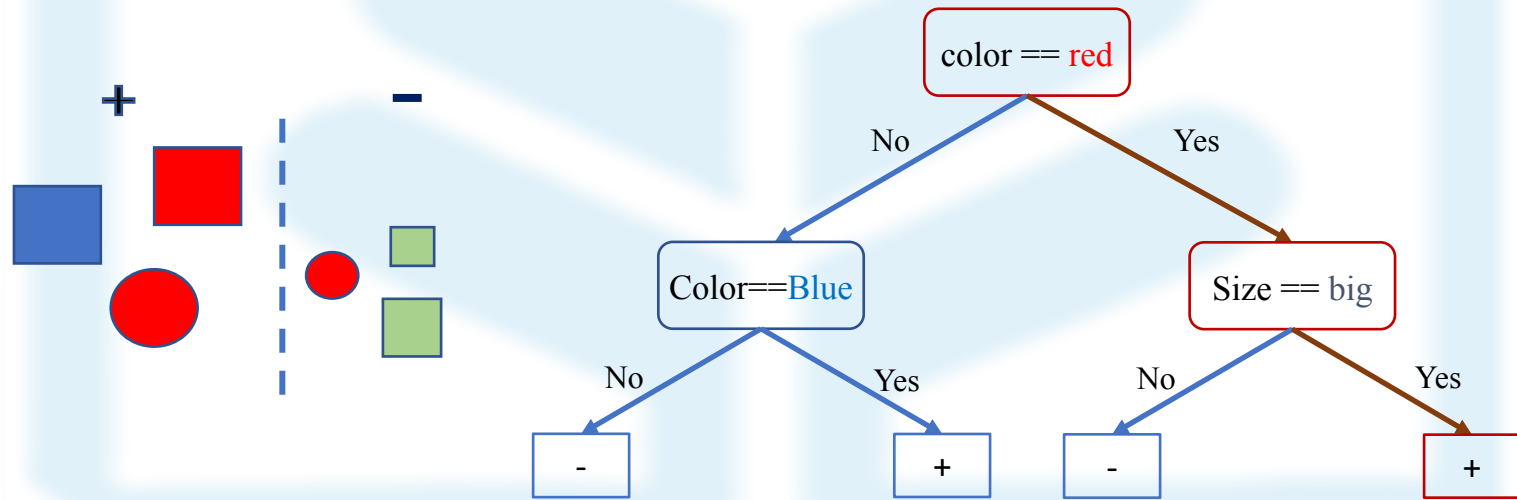 color == red
+
-
No
Yes
Color==Blue
Size == big
No
Yes
No
Yes
-
+
-
+